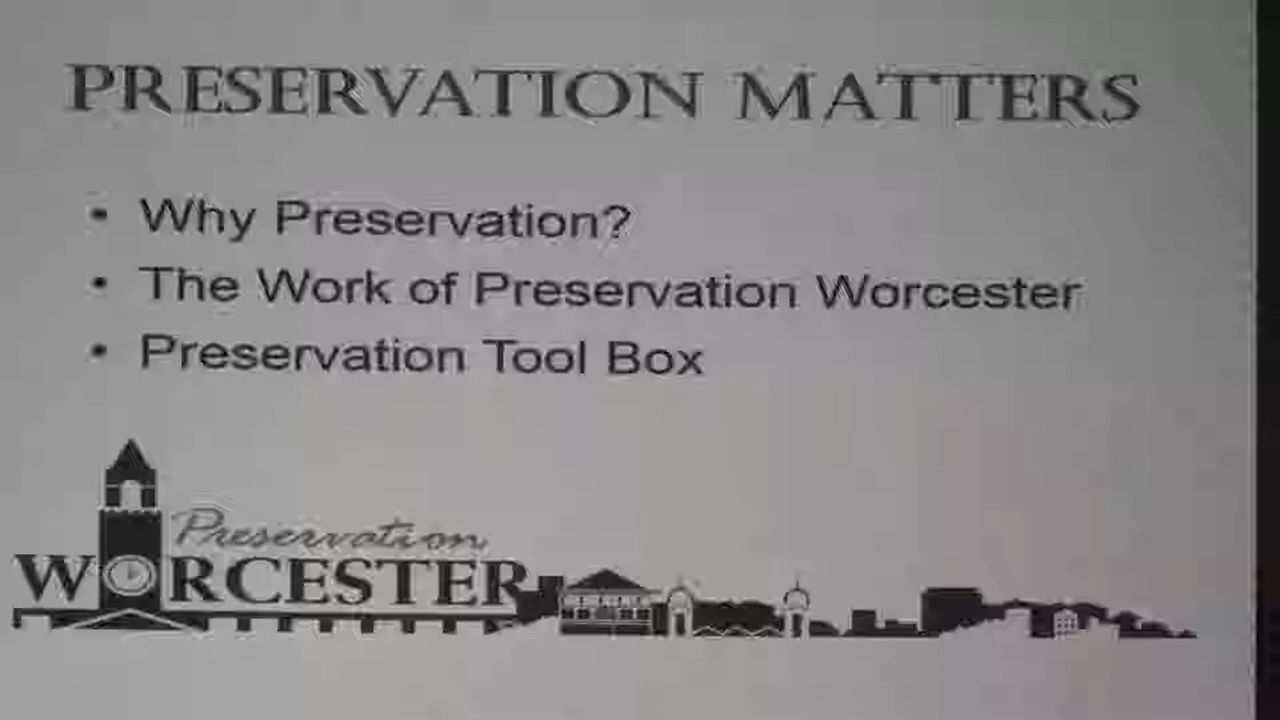 PRESERVATION MATTERS
• Why Preservation?
• The Work of Preservation Worcester
• Preservation Tool Box
Preservation
WORCESTER